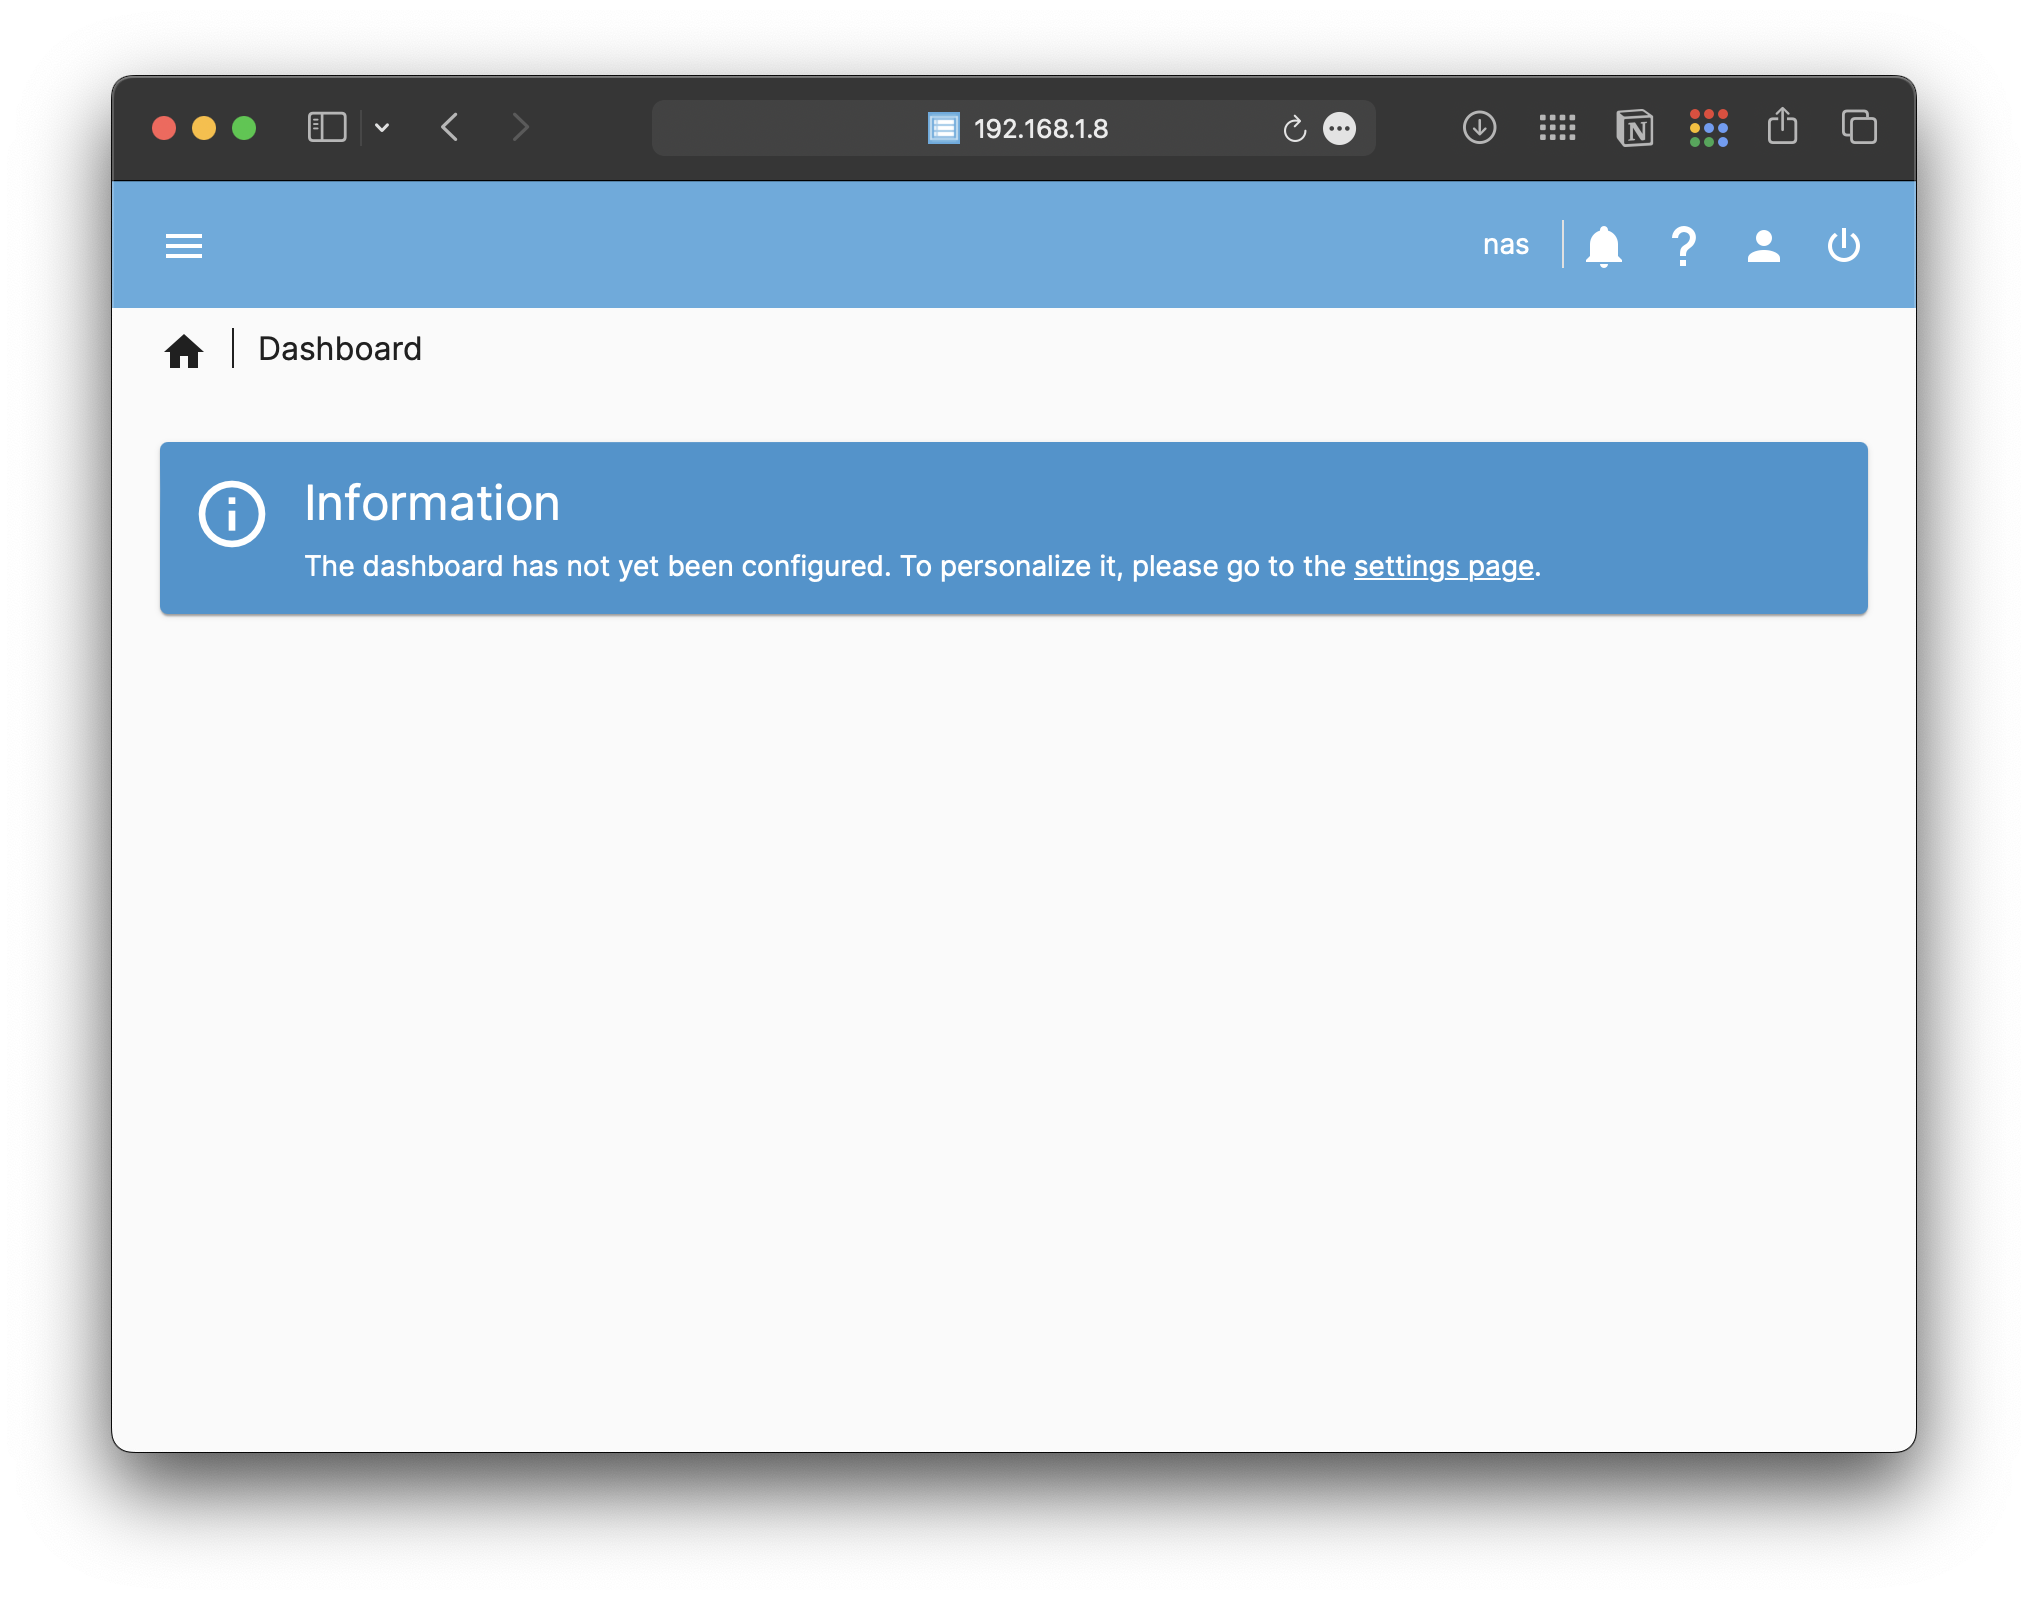 192.168.1.8
nas
Dashboard
Information
The dashboard has not yet been configured. To personalize it, please go to the settings page.